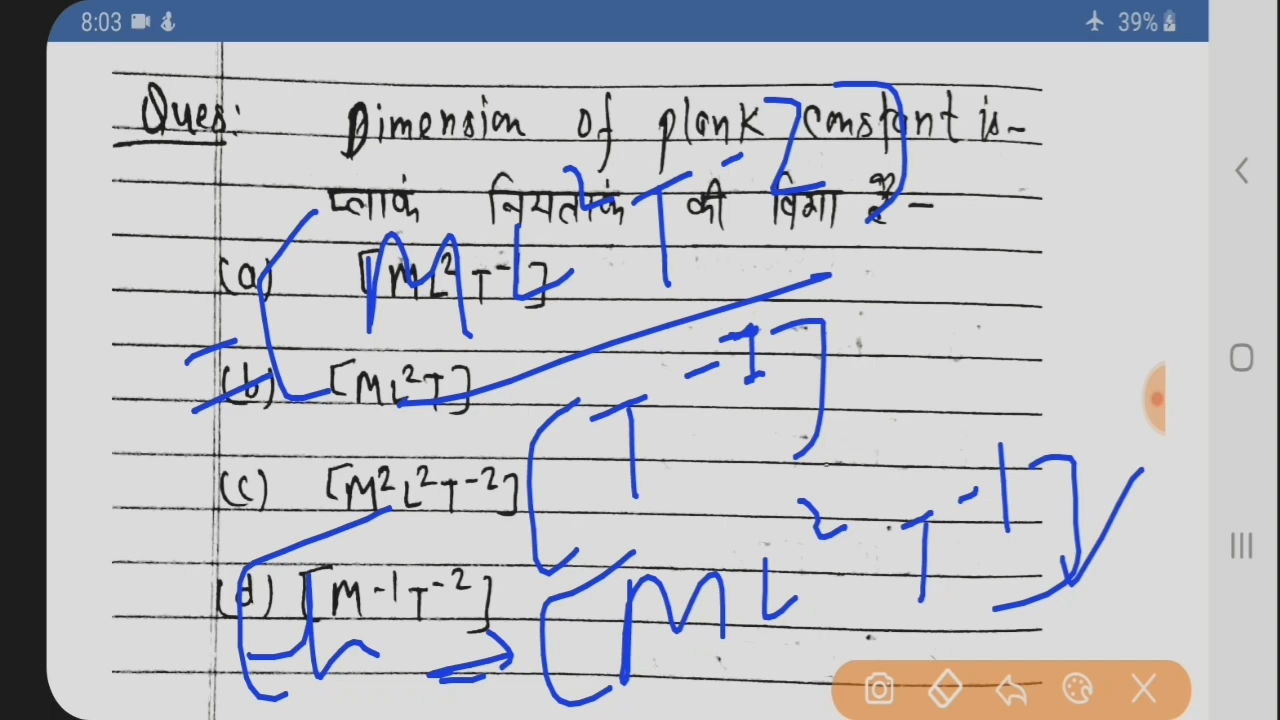 8:03 39%
Ques: Dimension of plank constant is-
प्लांक नियतांक की विमा है -
(a) [ML²T⁻¹]
(b) [ML²T]
(c) [M²L²T⁻²]
(d) [M⁻¹T⁻²]
[ML²T⁻²]
[T⁻¹]
h ⇒ [ML²T⁻¹]